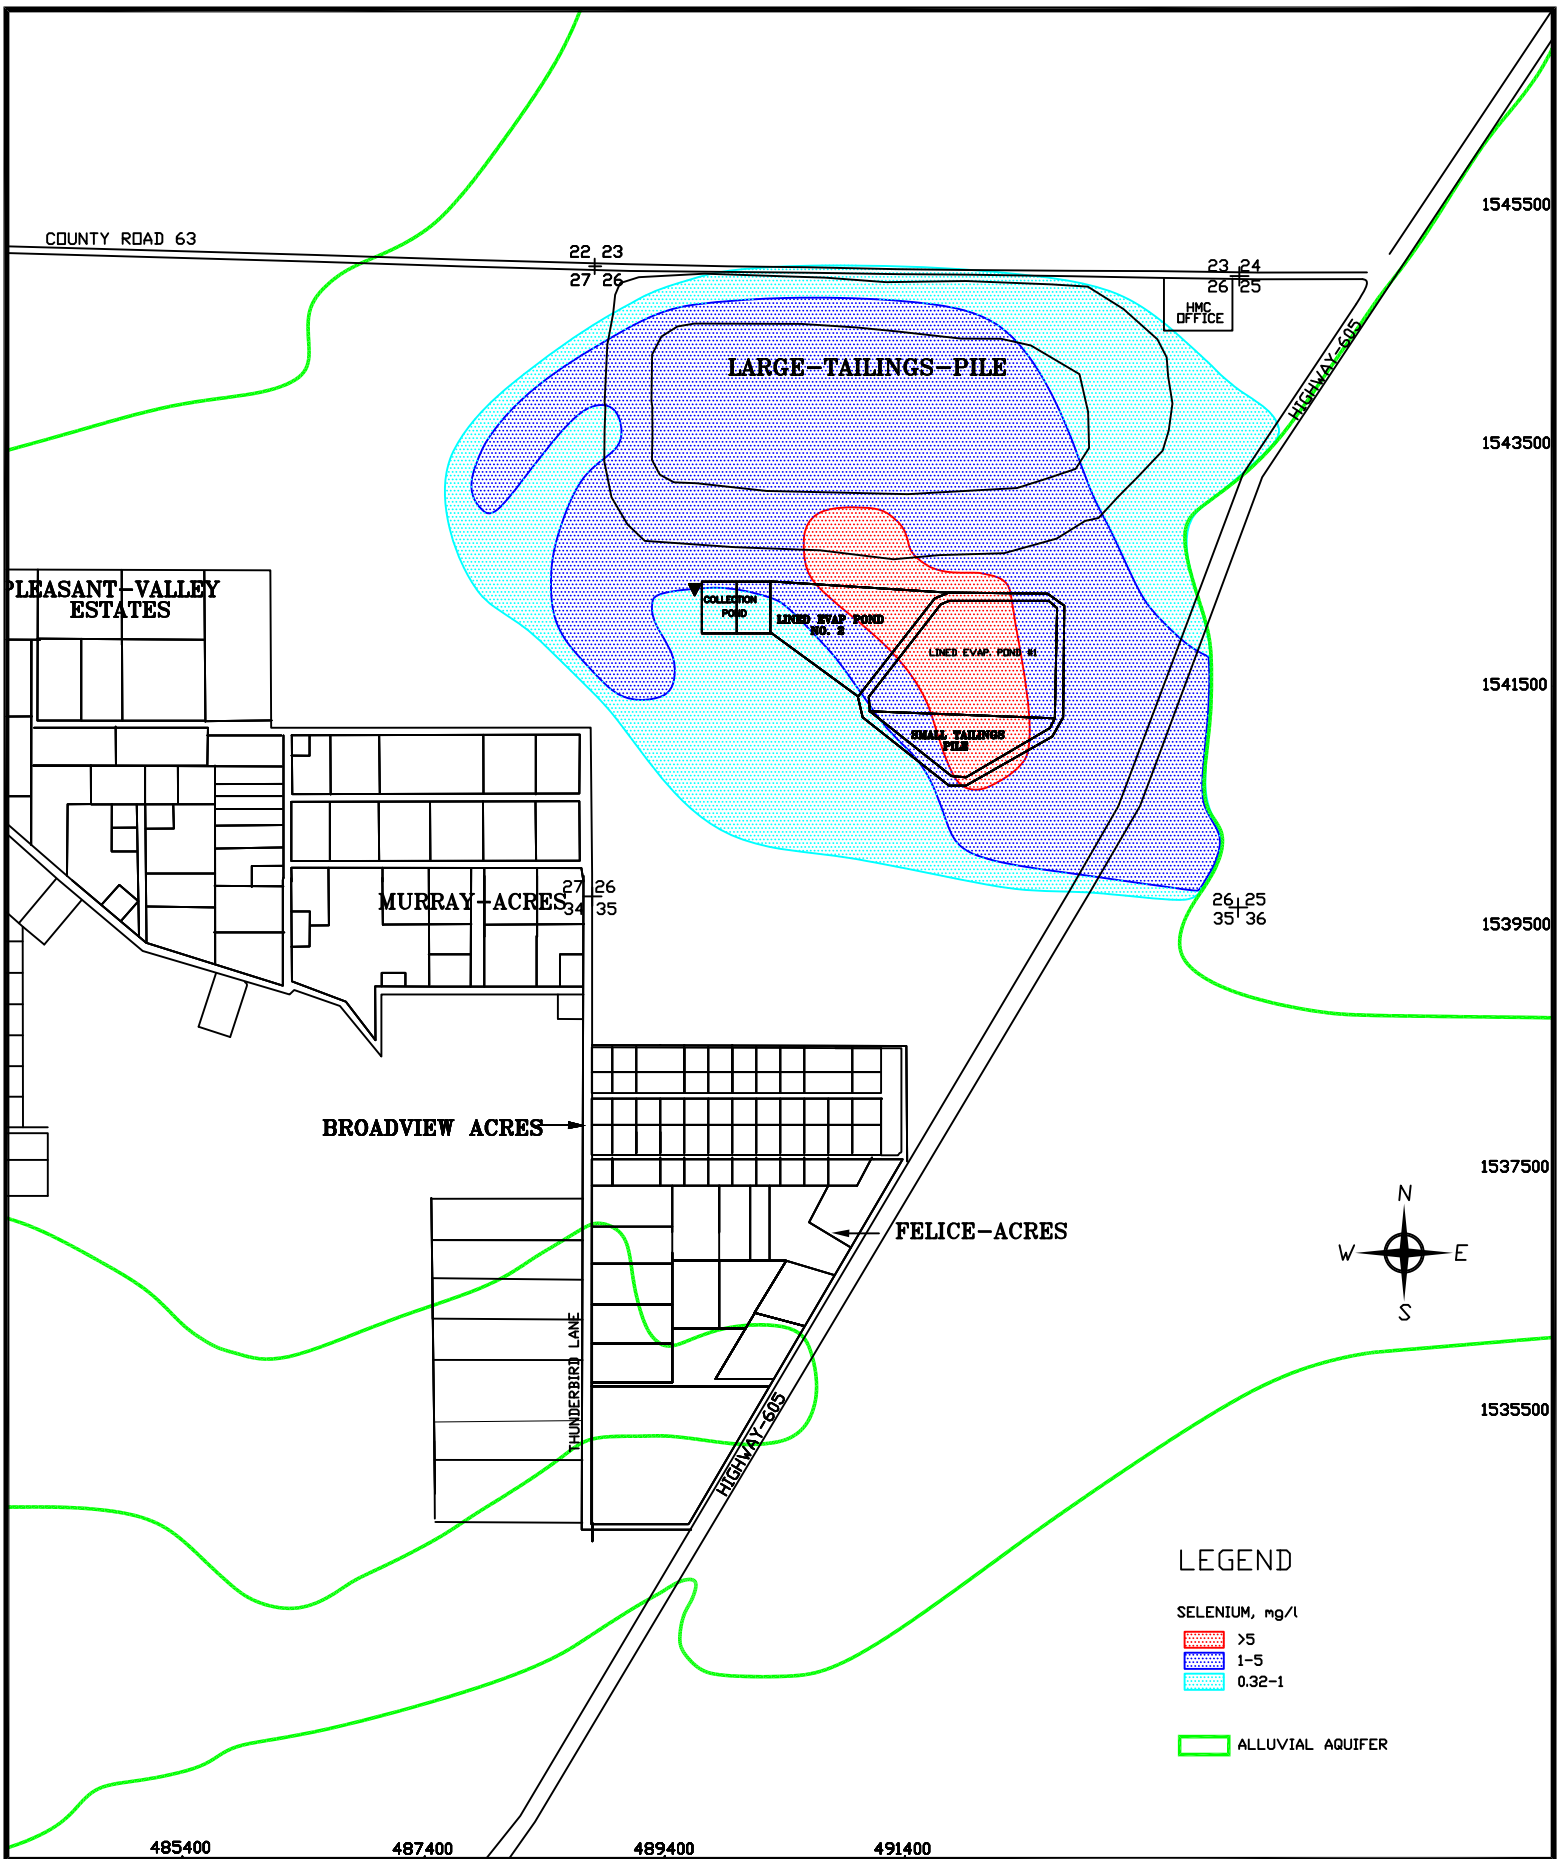 1545500
COUNTY ROAD 63
22 23
27 26
23 24
26 25
HMC
OFFICE
HIGHWAY-605
LARGE-TAILINGS-PILE
1543500
PLEASANT-VALLEY
ESTATES
COLLECTION
POND
LINED EVAP POND
NO. 2
LINED EVAP. POND #1
1541500
SMALL TAILINGS
PILE
MURRAY-ACRES
27 26
34 35
26 25
35 36
1539500
BROADVIEW ACRES
1537500
N
W E
S
FELICE-ACRES
THUNDERBIRD LANE
HIGHWAY-605
1535500
LEGEND
SELENIUM, mg/l
>5
1-5
0.32-1
ALLUVIAL AQUIFER
485400
487400
489400
491400